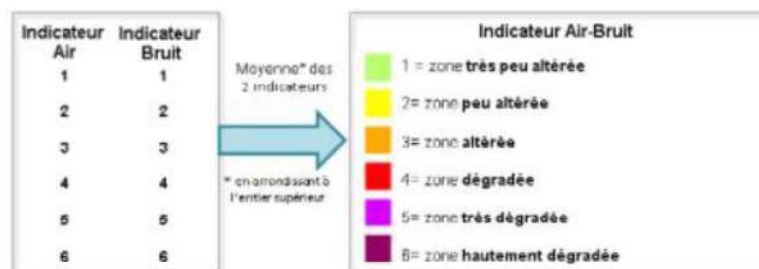 Indicateur Air
Indicateur Bruit
1 1
2 2
3 3
4 4
5 5
6 6
Moyenne* des
2 indicateurs
* en arrondissant à
l'entier supérieur
Indicateur Air-Bruit
1 = zone très peu altérée
2= zone peu altérée
3= zone altérée
4= zone dégradée
5= zone très dégradée
6= zone hautement dégradée